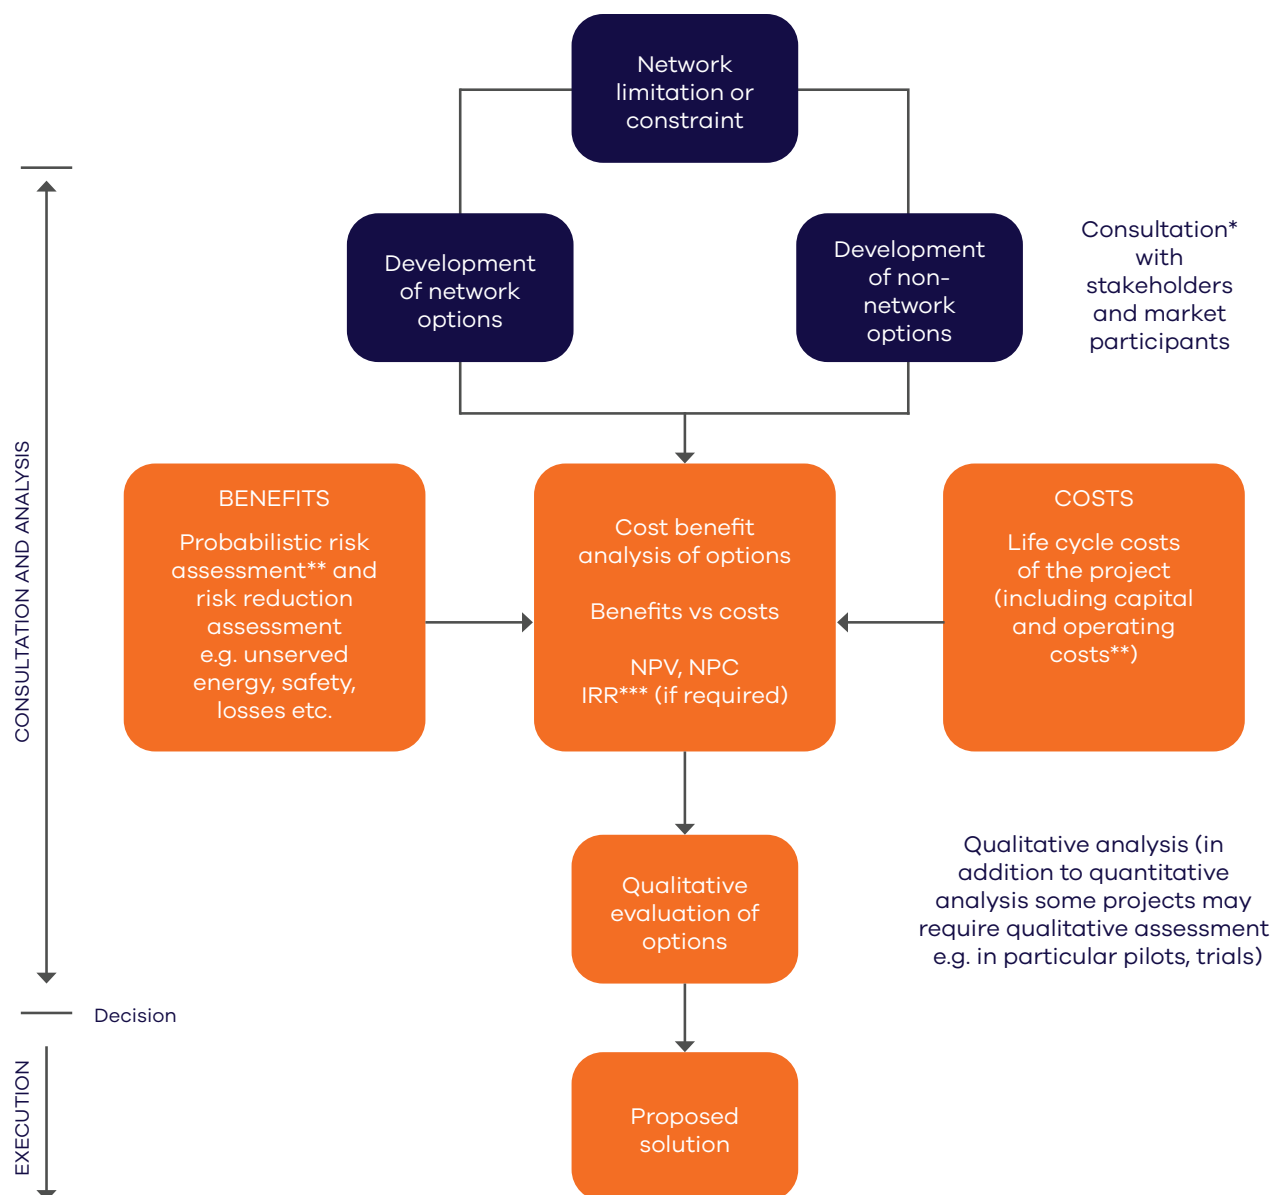 Network
limitation or
constraint
Development
of network
options
Development
of non-
network
options
Consultation*
with
stakeholders
and market
participants
CONSULTATION AND ANALYSIS
BENEFITS
Probabilistic risk
assessment** and
risk reduction
assessment
e.g. unserved
energy, safety,
losses etc.
Cost benefit
analysis of options
Benefits vs costs
NPV, NPC
IRR*** (if required)
COSTS
Life cycle costs
of the project
(including capital
and operating
costs**)
Qualitative
evaluation of
options
Qualitative analysis (in
addition to quantitative
analysis some projects may
require qualitative assessment
e.g. in particular pilots, trials)
Decision
EXECUTION
Proposed
solution